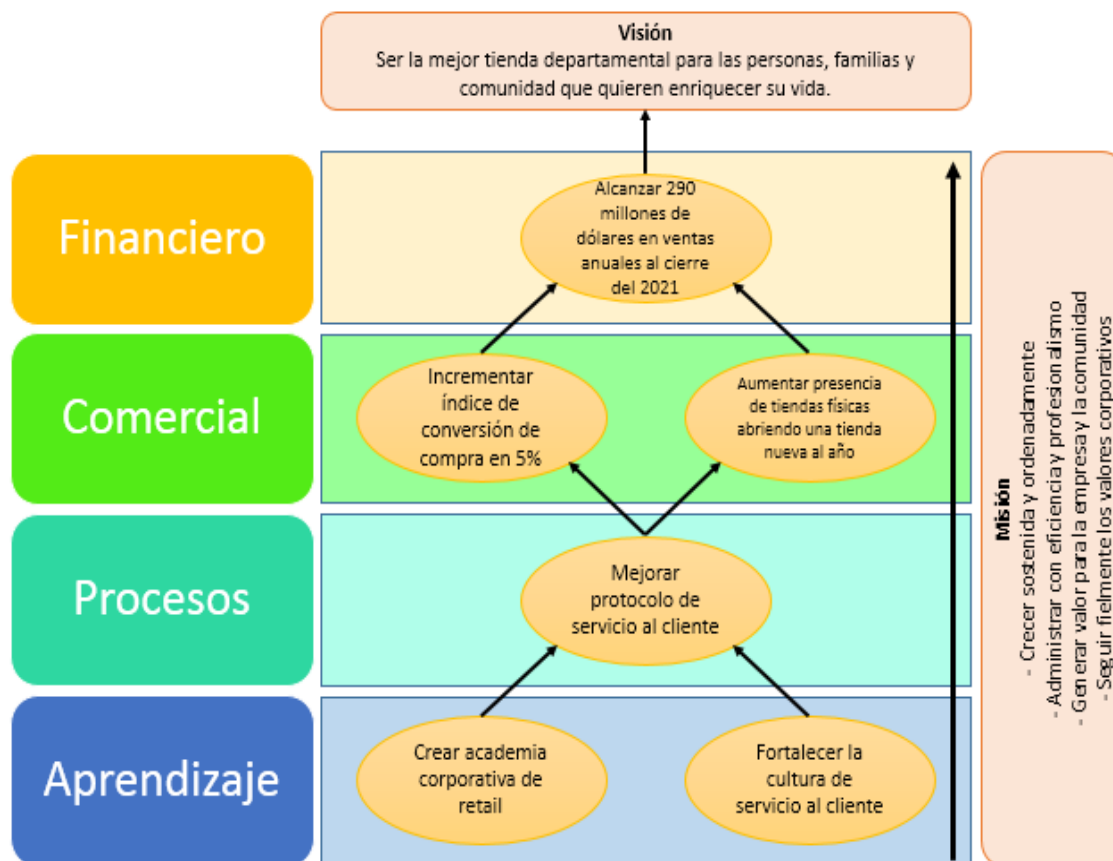 Visión
Ser la mejor tienda departamental para las personas, familias y
comunidad que quieren enriquecer su vida.
Financiero
Alcanzar 290
millones de
dólares en ventas
anuales al cierre
del 2021
Comercial
Incrementar
índice de
conversión de
compra en 5%
Aumentar presencia
de tiendas físicas
abriendo una tienda
nueva al año
Procesos
Mejorar
protocolo de
servicio al cliente
Aprendizaje
Crear academia
corporativa de
retail
Fortalecer la
cultura de
servicio al cliente
Misión
- Crecer sostenida y ordenadamente
- Administrar con eficiencia y profesionalismo
- Generar valor para la empresa y la comunidad
- Seguir fielmente los valores corporativos